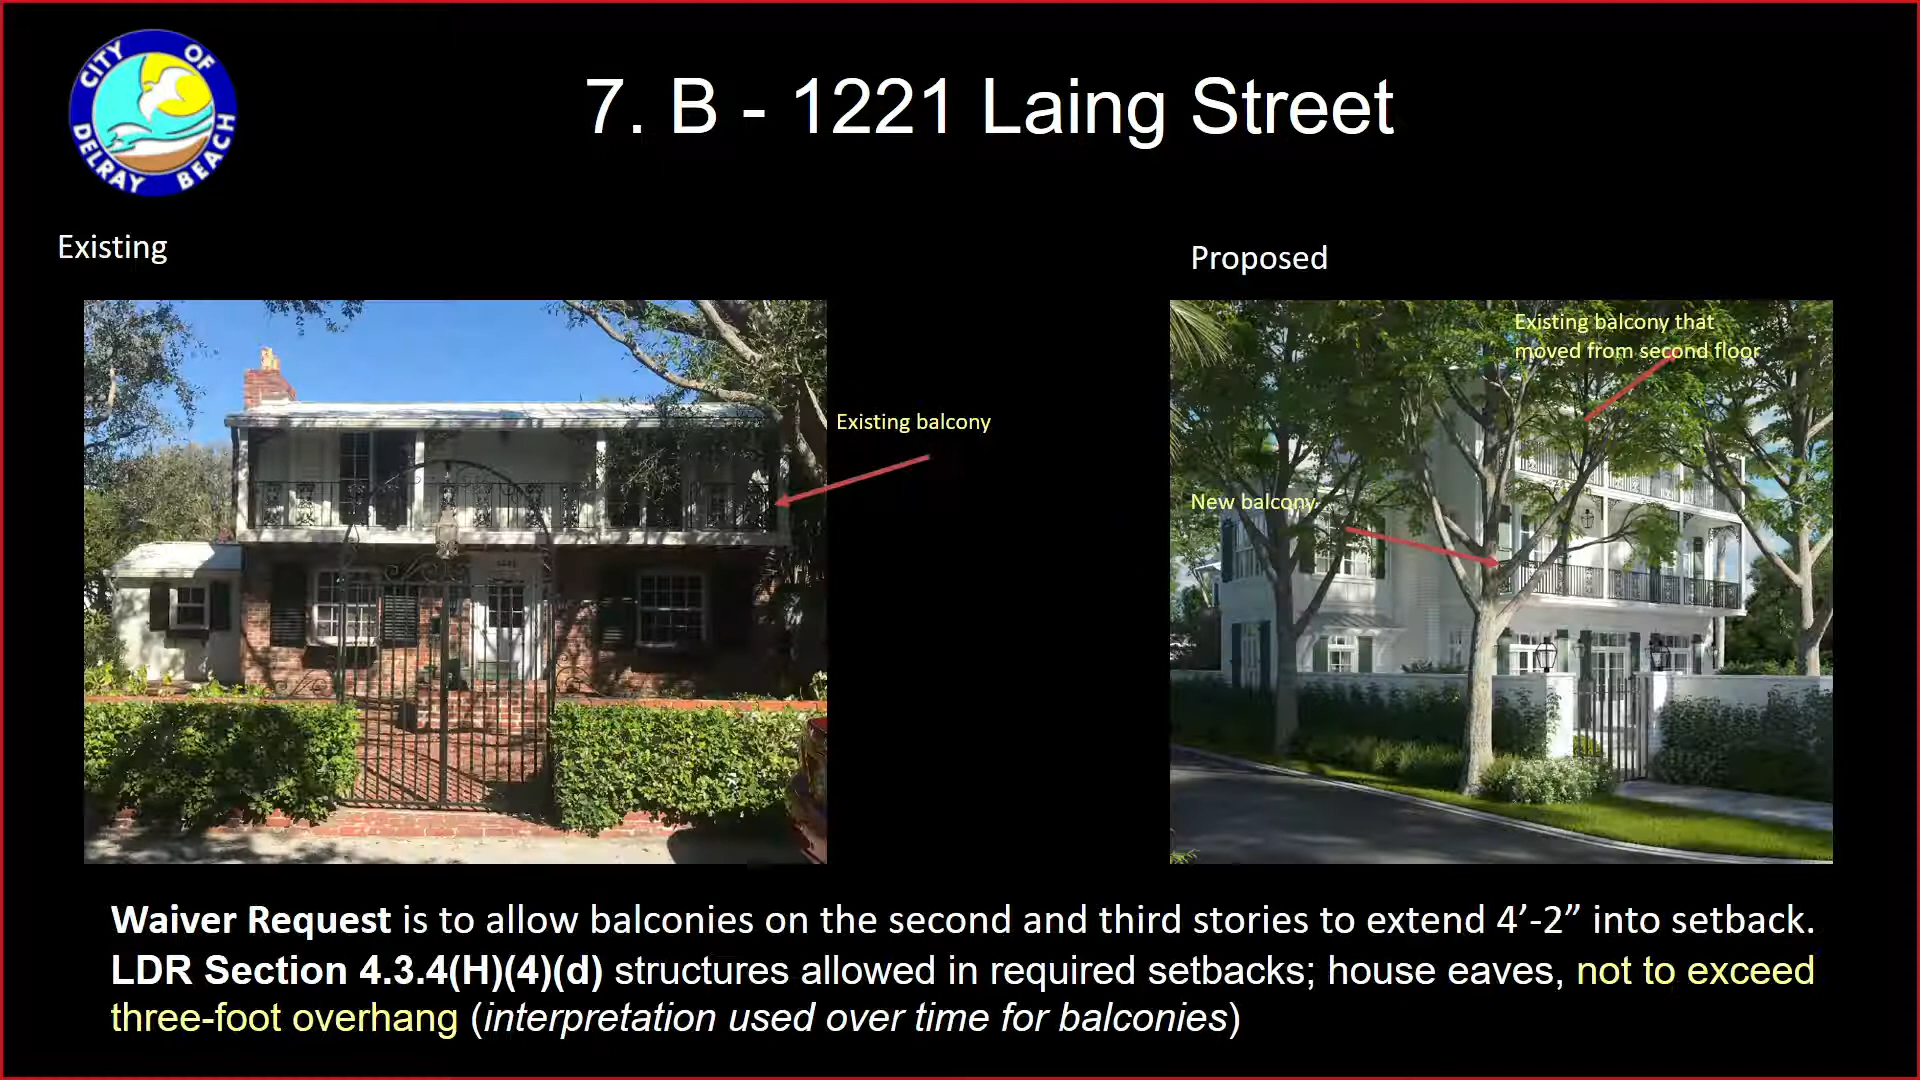 CITY OF
DELRAY BEACH
7. B - 1221 Laing Street
Existing
Proposed
Existing balcony
Existing balcony that
moved from second floor
New balcony
Waiver Request is to allow balconies on the second and third stories to extend 4’-2” into setback.
LDR Section 4.3.4(H)(4)(d) structures allowed in required setbacks; house eaves, not to exceed
three-foot overhang (interpretation used over time for balconies)